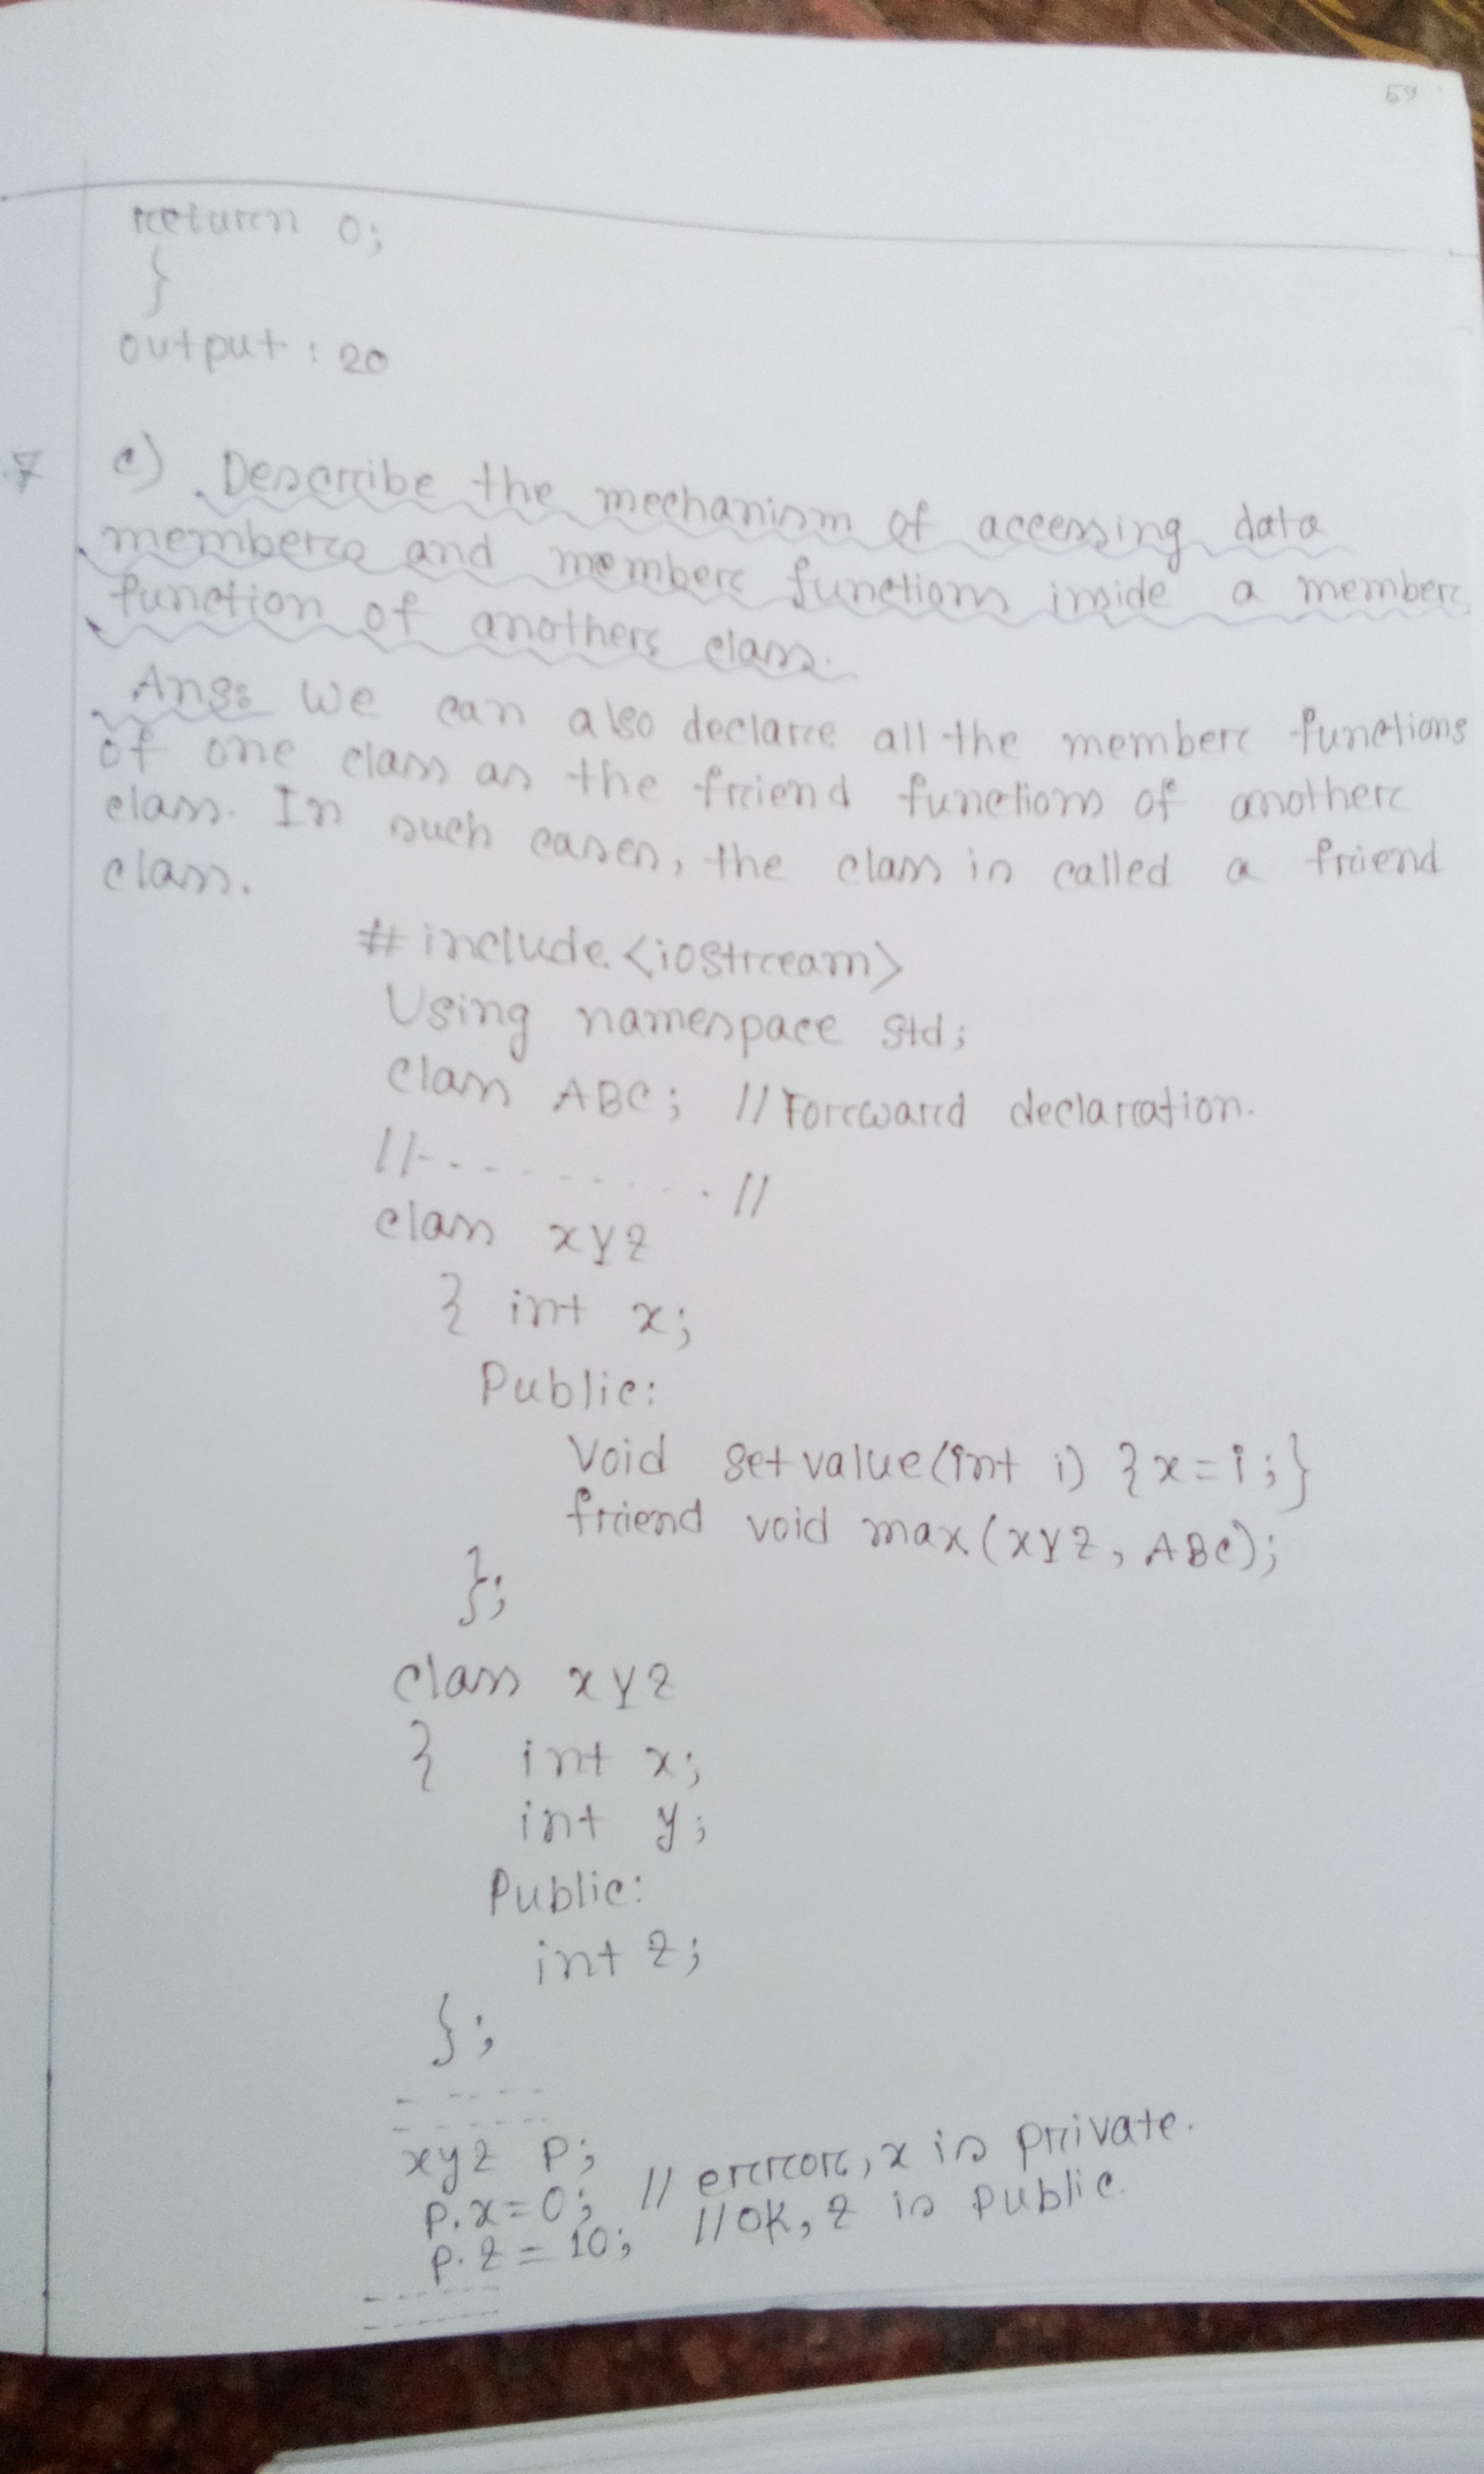 59
return 0;
}
output : 20
7 c) Describe the mechanism of accessing data
members and member functions inside a member
function of another class.
Ans: We can also declare all the member functions
of one class as the friend functions of another
class. In such cases, the class is called a friend
class.
# include <iostream>
Using namespace std;
class ABC; // Forward declaration.
//- - - - - - - - - //
class xyz
{ int x;
Public:
Void setvalue(int i) {x=i;}
friend void max(xyz, ABC);
};
class xyz
{ int x;
int y;
Public:
int z;
};
- - - - -
- - - - -
xyz p;
p.x=0; // error, x is private.
p.z=10; //OK, z is public.
- - - - -
- - - - -